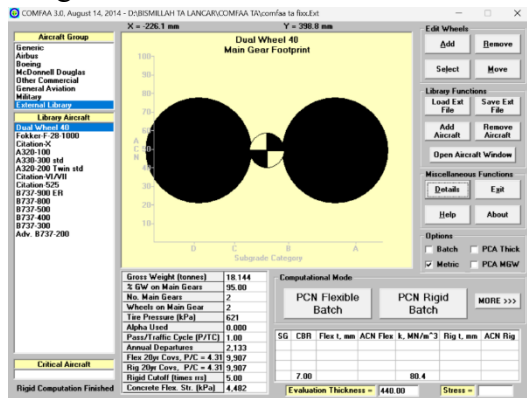 COMFAA 3.0, August 14, 2014 - D:\BISMILLAH TA LANCAR\COMFAA TA\comfaa ta fixx.Ext
X = -226.1 mm
Y = 398.8 mm
Aircraft Group
Generic
Airbus
Boeing
McDonnell Douglas
Other Commercial
General Aviation
Military
External Library
Library Aircraft
Dual Wheel 40
Fokker-F-28-1000
Citation-X
A320-100
A330-300 std
A320-200 Twin std
Citation-VI/VII
Citation-525
B737-900 ER
B737-800
B737-500
B737-400
B737-300
Adv. B737-200
Critical Aircraft
Rigid Computation Finished
Dual Wheel 40
Main Gear Footprint
100
90
80
70
60
A
C
N
50
40
30
20
10
D C B A
Subgrade Category
Gross Weight (tonnes) 18.144
% GW on Main Gears 95.00
No. Main Gears 2
Wheels on Main Gear 2
Tire Pressure (kPa) 621
Alpha Used 0.000
Pass/Traffic Cycle (P/TC) 1.00
Annual Departures 2,133
Flex 20yr Covs, P/C = 4.31 9,907
Rig 20yr Covs, P/C = 4.31 9,907
Rigid Cutoff (times rrs) 5.00
Concrete Flex. Str. (kPa) 4,482
Computational Mode
PCN Flexible Batch
PCN Rigid Batch
MORE >>>
SG CBR Flex t, mm ACN Flex k, MN/m^3 Rig t, mm ACN Rig
7.00 80.4
Evaluation Thickness = 440.00 Stress =
Edit Wheels
Add Remove
Select Move
Library Functions
Load Ext File Save Ext File
Add Aircraft Remove Aircraft
Open Aircraft Window
Miscellaneous Functions
Details Exit
Help About
Options
Batch PCA Thick
Metric PCA MGW